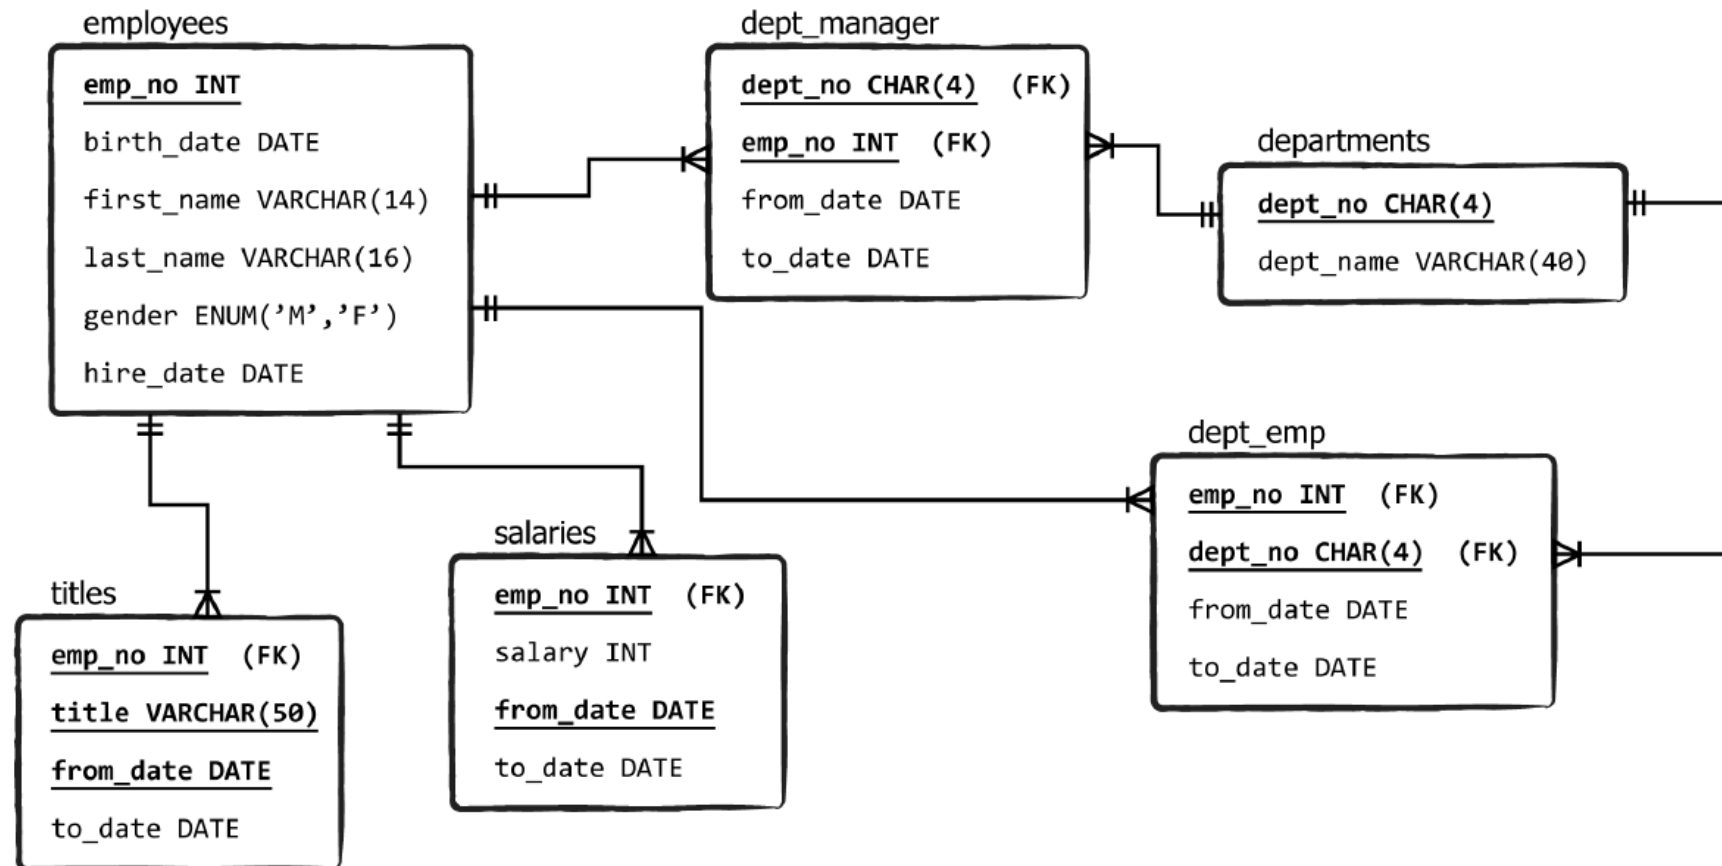 employees
emp_no INT
birth_date DATE
first_name VARCHAR(14)
last_name VARCHAR(16)
gender ENUM(’M’,’F’)
hire_date DATE
dept_manager
dept_no CHAR(4) (FK)
emp_no INT (FK)
from_date DATE
to_date DATE
departments
dept_no CHAR(4)
dept_name VARCHAR(40)
dept_emp
emp_no INT (FK)
dept_no CHAR(4) (FK)
from_date DATE
to_date DATE
salaries
emp_no INT (FK)
salary INT
from_date DATE
to_date DATE
titles
emp_no INT (FK)
title VARCHAR(50)
from_date DATE
to_date DATE